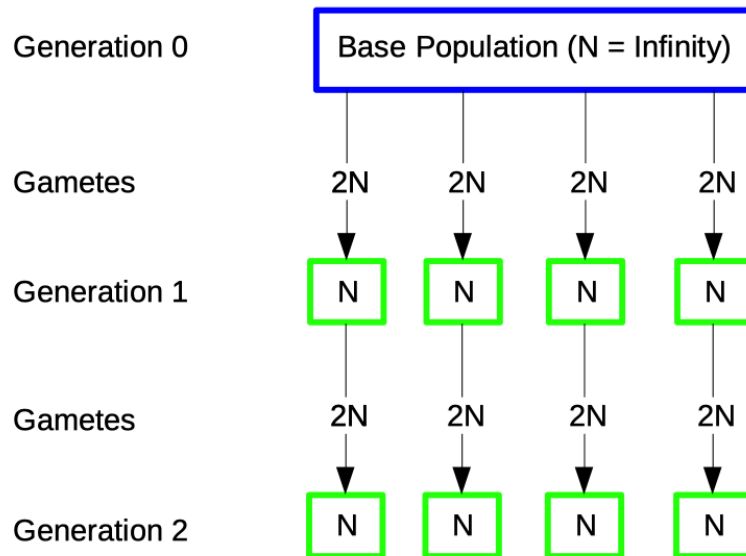 Generation 0 Base Population (N = Infinity)
Gametes 2N 2N 2N 2N
Generation 1 N N N N
Gametes 2N 2N 2N 2N
Generation 2 N N N N